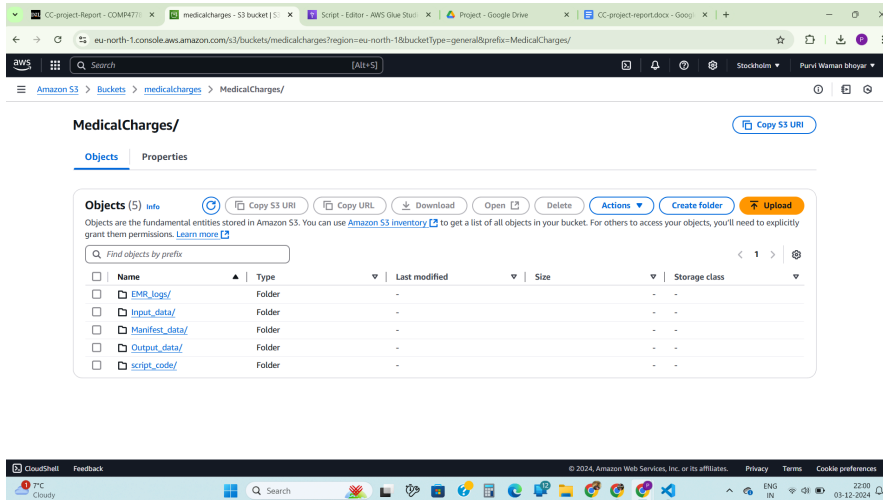 CC-project-Report - COMP477
medicalcharges - S3 bucket | S3
Script - Editor - AWS Glue Studi
Project - Google Drive
CC-project-report.docx - Googl
eu-north-1.console.aws.amazon.com/s3/buckets/medicalcharges?region=eu-north-1&bucketType=general&prefix=MedicalCharges/
aws
Search
[Alt+S]
Stockholm
Purvi Waman bhoyar
Amazon S3 > Buckets > medicalcharges > MedicalCharges/
MedicalCharges/
Copy S3 URI
Objects
Properties
Objects (5) Info
Copy S3 URI
Copy URL
Download
Open
Delete
Actions
Create folder
Upload
Objects are the fundamental entities stored in Amazon S3. You can use Amazon S3 inventory to get a list of all objects in your bucket. For others to access your objects, you'll need to explicitly
grant them permissions. Learn more
Find objects by prefix
< 1 >
Name Type Last modified Size Storage class
EMR_logs/ Folder - - -
Input_data/ Folder - - -
Manifest_data/ Folder - - -
Output_data/ Folder - - -
script_code/ Folder - - -
CloudShell Feedback © 2024, Amazon Web Services, Inc. or its affiliates. Privacy Terms Cookie preferences
7°C
Cloudy
Search
12
ENG
IN
22:00
03-12-2024